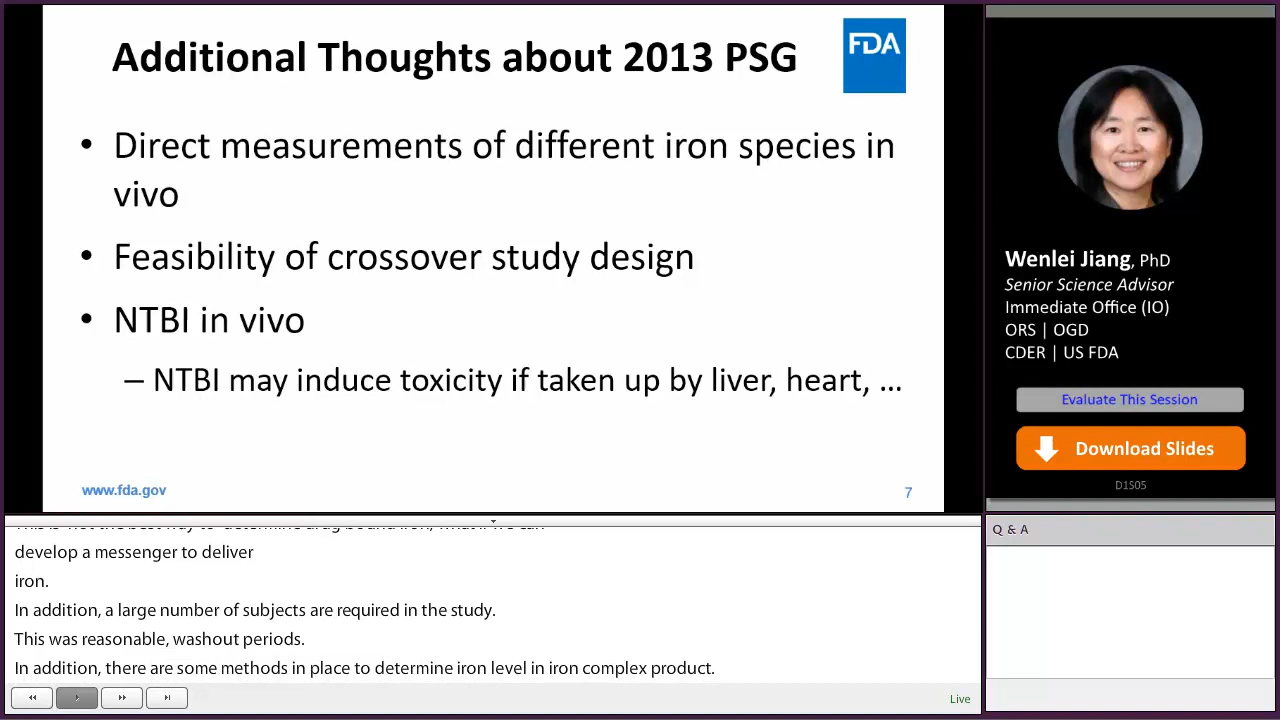 Additional Thoughts about 2013 PSG
FDA
• Direct measurements of different iron species in
vivo
• Feasibility of crossover study design
• NTBI in vivo
– NTBI may induce toxicity if taken up by liver, heart, ...
www.fda.gov
7
Wenlei Jiang, PhD
Senior Science Advisor
Immediate Office (IO)
ORS | OGD
CDER | US FDA
Evaluate This Session
Download Slides
D1S05
develop a messenger to deliver
iron.
In addition, a large number of subjects are required in the study.
This was reasonable, washout periods.
In addition, there are some methods in place to determine iron level in iron complex product.
Live
Q & A